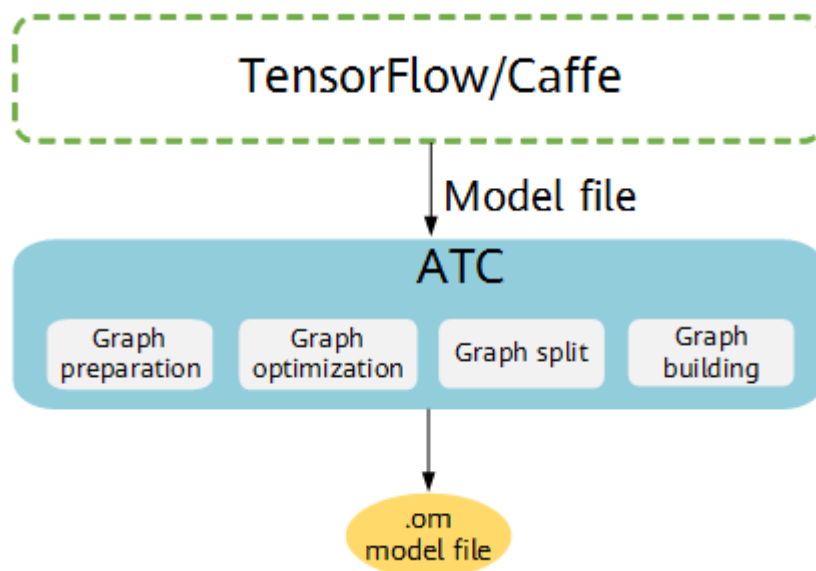 TensorFlow/Caffe
Model file
ATC
Graph
preparation
Graph
optimization
Graph split
Graph
building
.om
model file